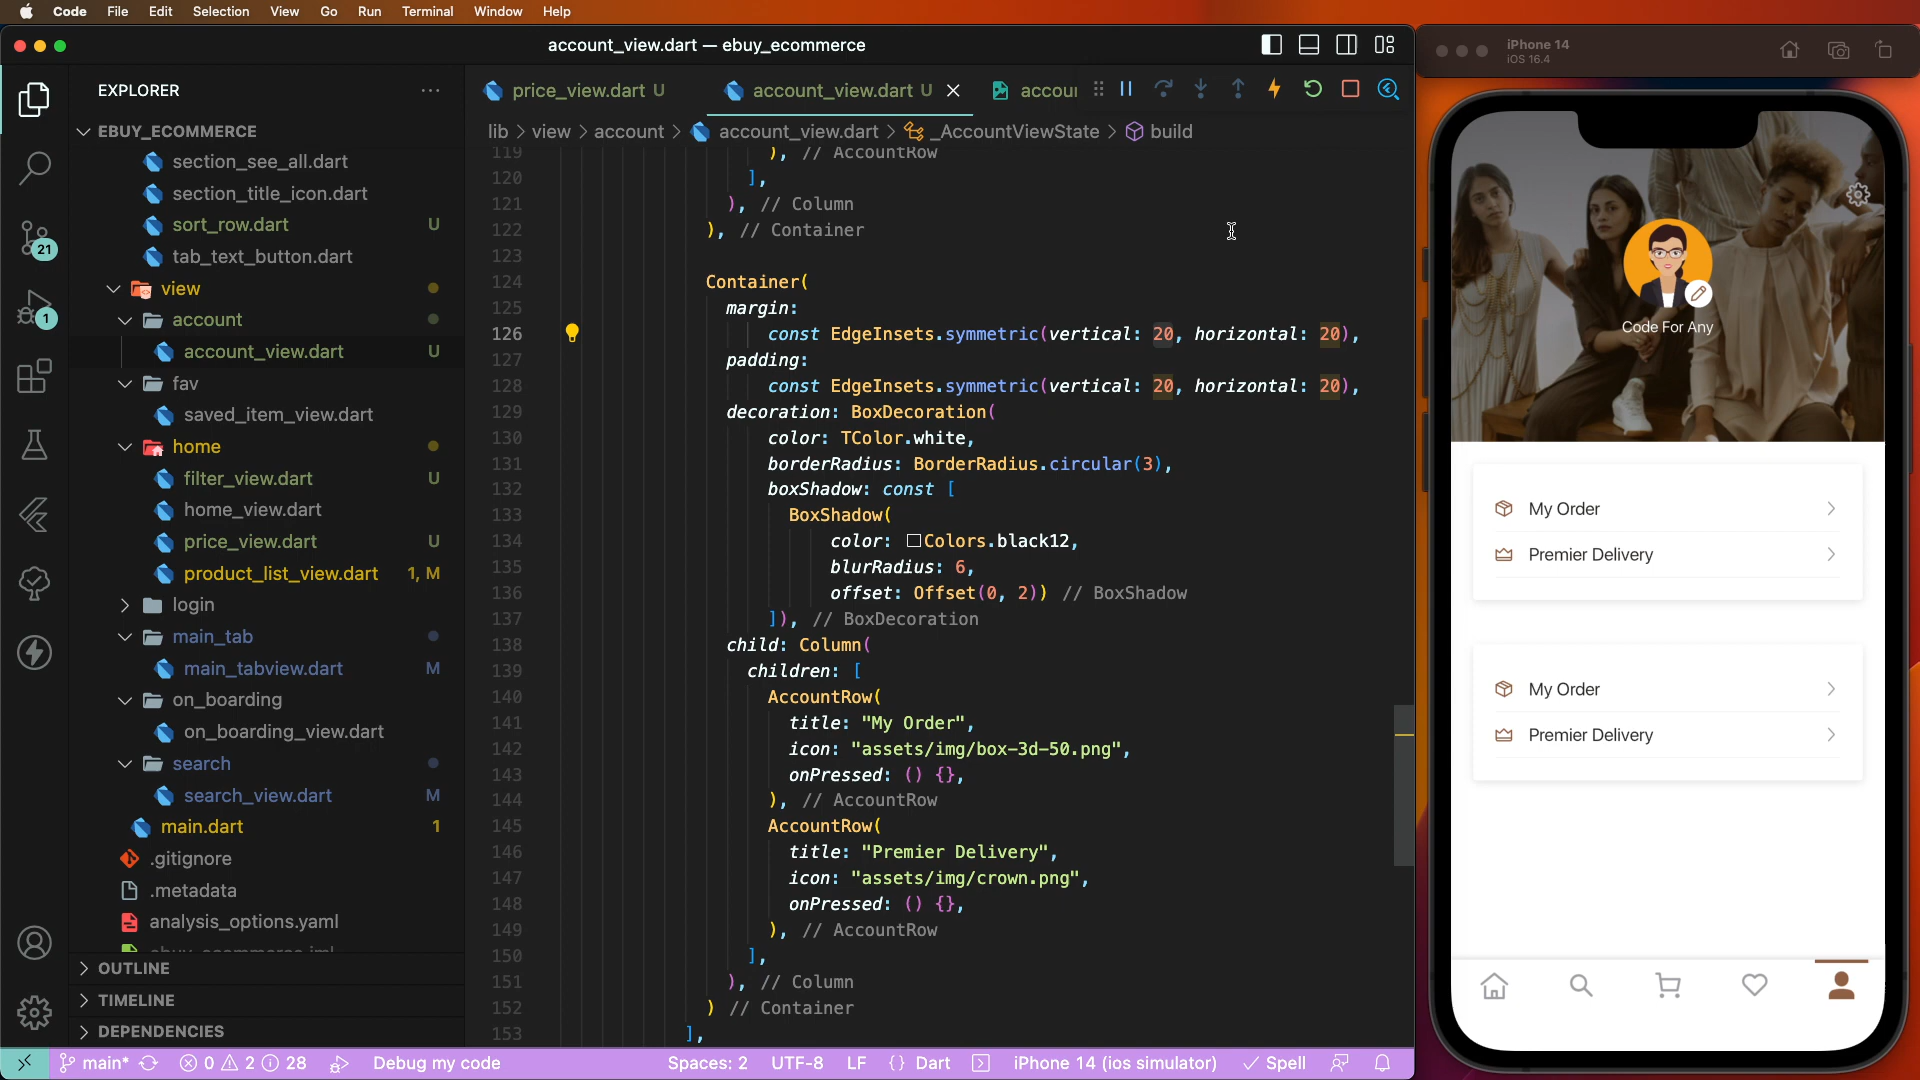 Code File Edit Selection View Go Run Terminal Window Help
account_view.dart — ebuy_ecommerce
iPhone 14
iOS 16.4
EXPLORER
EBUY_ECOMMERCE
section_see_all.dart
section_title_icon.dart
sort_row.dart U
tab_text_button.dart
view
account
account_view.dart U
fav
saved_item_view.dart
home
filter_view.dart U
home_view.dart
price_view.dart U
product_list_view.dart 1, M
login
main_tab
main_tabview.dart M
on_boarding
on_boarding_view.dart
search
search_view.dart M
main.dart 1
.gitignore
.metadata
analysis_options.yaml
OUTLINE
TIMELINE
DEPENDENCIES
21
1
price_view.dart U account_view.dart U accou
lib > view > account > account_view.dart > _AccountViewState > build
119 ), // AccountRow
120 ],
121 ), // Column
122 ), // Container
123
124 Container(
125 margin:
126 const EdgeInsets.symmetric(vertical: 20, horizontal: 20),
127 padding:
128 const EdgeInsets.symmetric(vertical: 20, horizontal: 20),
129 decoration: BoxDecoration(
130 color: TColor.white,
131 borderRadius: BorderRadius.circular(3),
132 boxShadow: const [
133 BoxShadow(
134 color: Colors.black12,
135 blurRadius: 6,
136 offset: Offset(0, 2)) // BoxShadow
137 ]), // BoxDecoration
138 child: Column(
139 children: [
140 AccountRow(
141 title: "My Order",
142 icon: "assets/img/box-3d-50.png",
143 onPressed: () {},
144 ), // AccountRow
145 AccountRow(
146 title: "Premier Delivery",
147 icon: "assets/img/crown.png",
148 onPressed: () {},
149 ), // AccountRow
150 ],
151 ), // Column
152 ) // Container
153 ],
main* 0 2 28 Debug my code Spaces: 2 UTF-8 LF {} Dart iPhone 14 (ios simulator) Spell
Code For Any
My Order
Premier Delivery
My Order
Premier Delivery